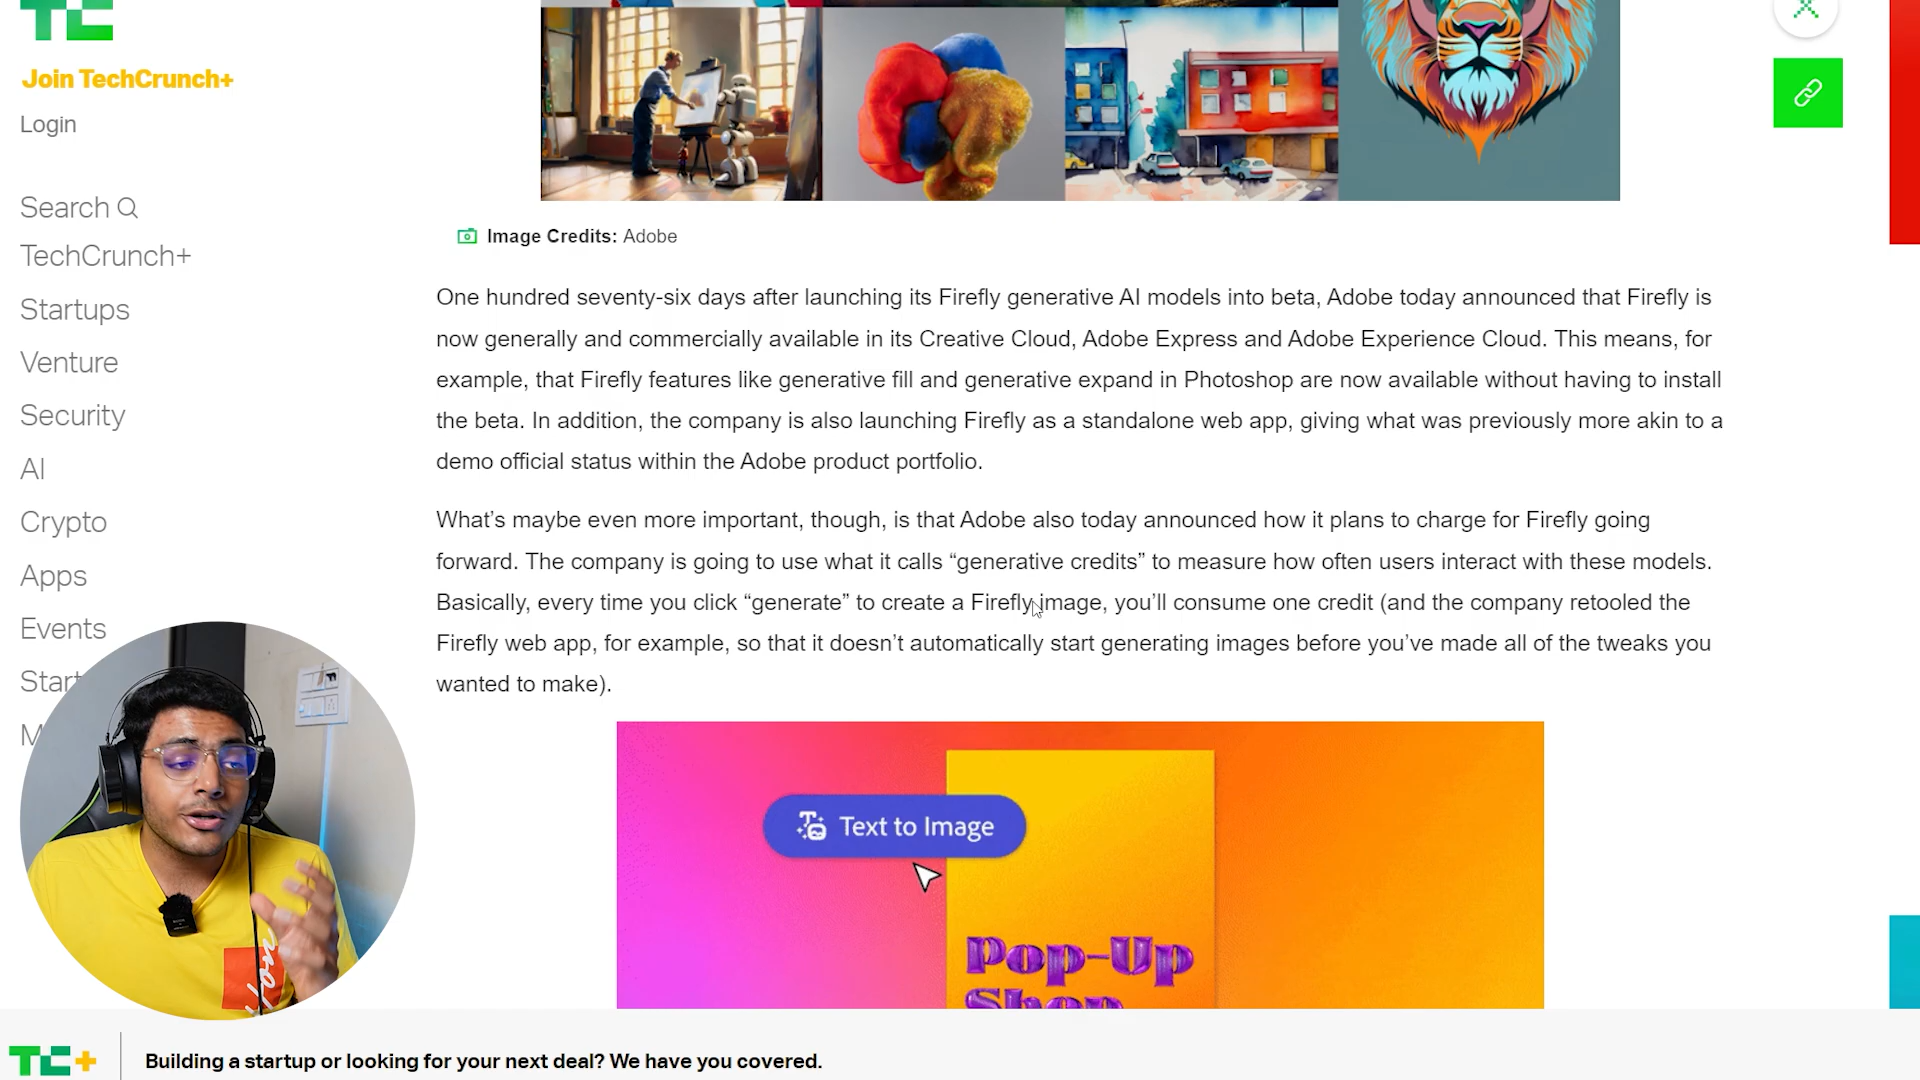 TC
Join TechCrunch+
Login
Search
TechCrunch+
Startups
Venture
Security
AI
Crypto
Apps
Events
Image Credits: Adobe
One hundred seventy-six days after launching its Firefly generative AI models into beta, Adobe today announced that Firefly is
now generally and commercially available in its Creative Cloud, Adobe Express and Adobe Experience Cloud. This means, for
example, that Firefly features like generative fill and generative expand in Photoshop are now available without having to install
the beta. In addition, the company is also launching Firefly as a standalone web app, giving what was previously more akin to a
demo official status within the Adobe product portfolio.
What’s maybe even more important, though, is that Adobe also today announced how it plans to charge for Firefly going
forward. The company is going to use what it calls “generative credits” to measure how often users interact with these models.
Basically, every time you click “generate” to create a Firefly image, you’ll consume one credit (and the company retooled the
Firefly web app, for example, so that it doesn’t automatically start generating images before you’ve made all of the tweaks you
wanted to make).
Text to Image
Pop-Up
Shop
TC+
Building a startup or looking for your next deal? We have you covered.